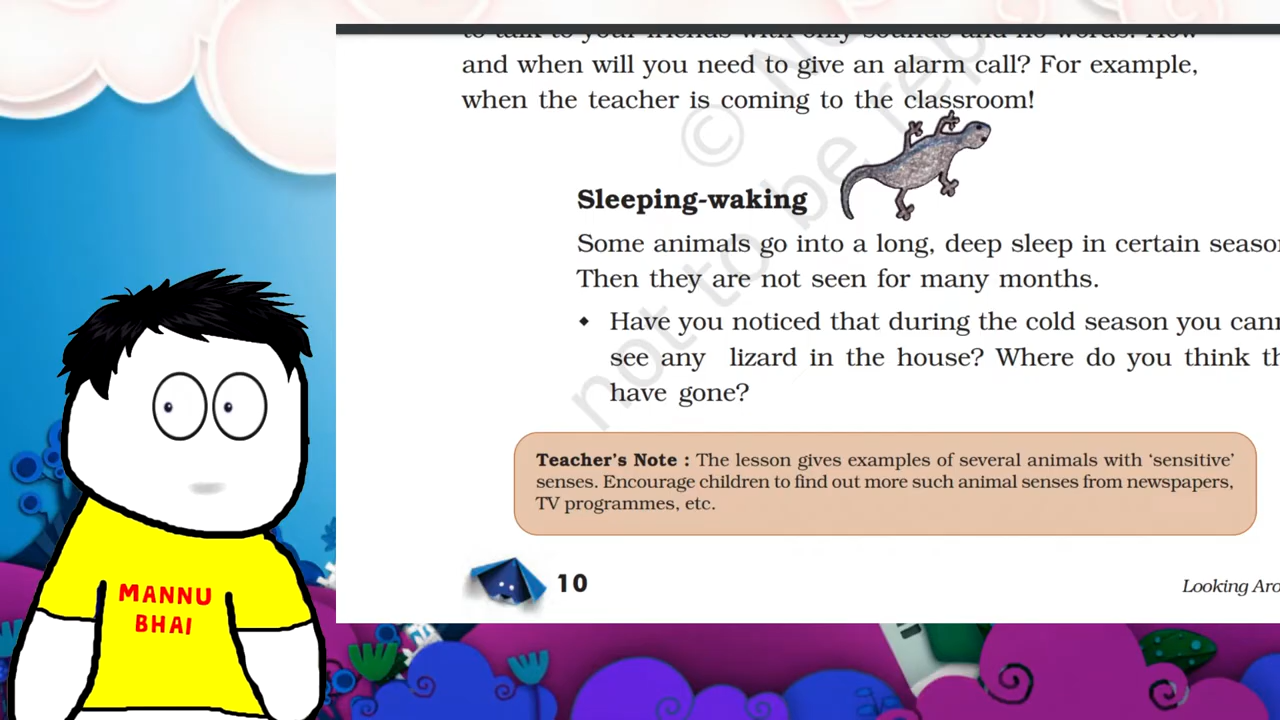 and when will you need to give an alarm call? For example,
when the teacher is coming to the classroom!
Sleeping-waking
Some animals go into a long, deep sleep in certain
Then they are not seen for many months.
Have you noticed that during the cold season you
see any lizard in the house? Where do you think
have gone?
Teacher's Note : The lesson gives examples of several animals with ‘sensitive’
senses. Encourage children to find out more such animal senses from newspapers,
TV programmes, etc.
10
Looking
MANNU
BHAI
not to be